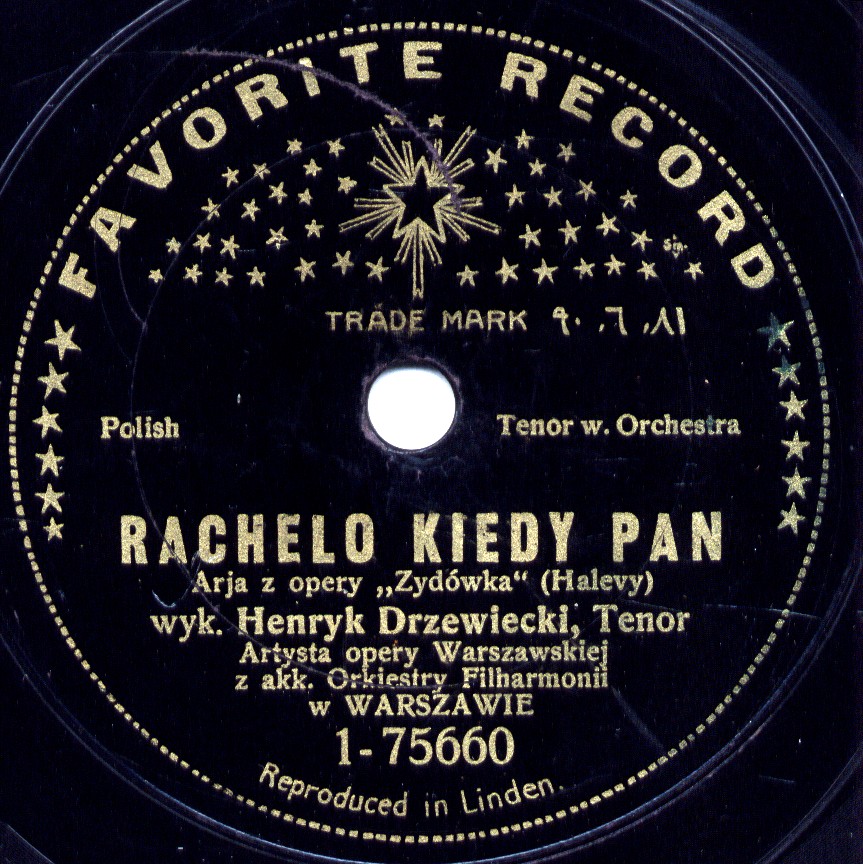 FAVORITE RECORD
TRADE MARK
Polish
Tenor w. Orchestra
RACHELO KIEDY PAN
Arja z opery „Zydówka“ (Halevy)
wyk. Henryk Drzewiecki, Tenor
Artysta opery Warszawskiej
z akk. Orkiestry Filharmonii
w WARSZAWIE
1-75660
Reproduced in Linden.